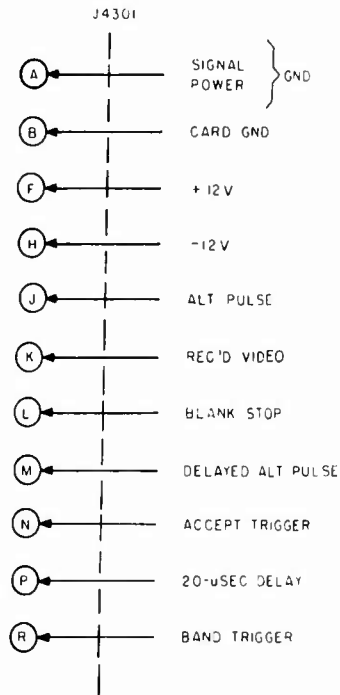 J4301
A SIGNAL POWER } GND
B CARD GND
F +12V
H -12V
J ALT PULSE
K REC'D VIDEO
L BLANK STOP
M DELAYED ALT PULSE
N ACCEPT TRIGGER
P 20-uSEC DELAY
R BAND TRIGGER